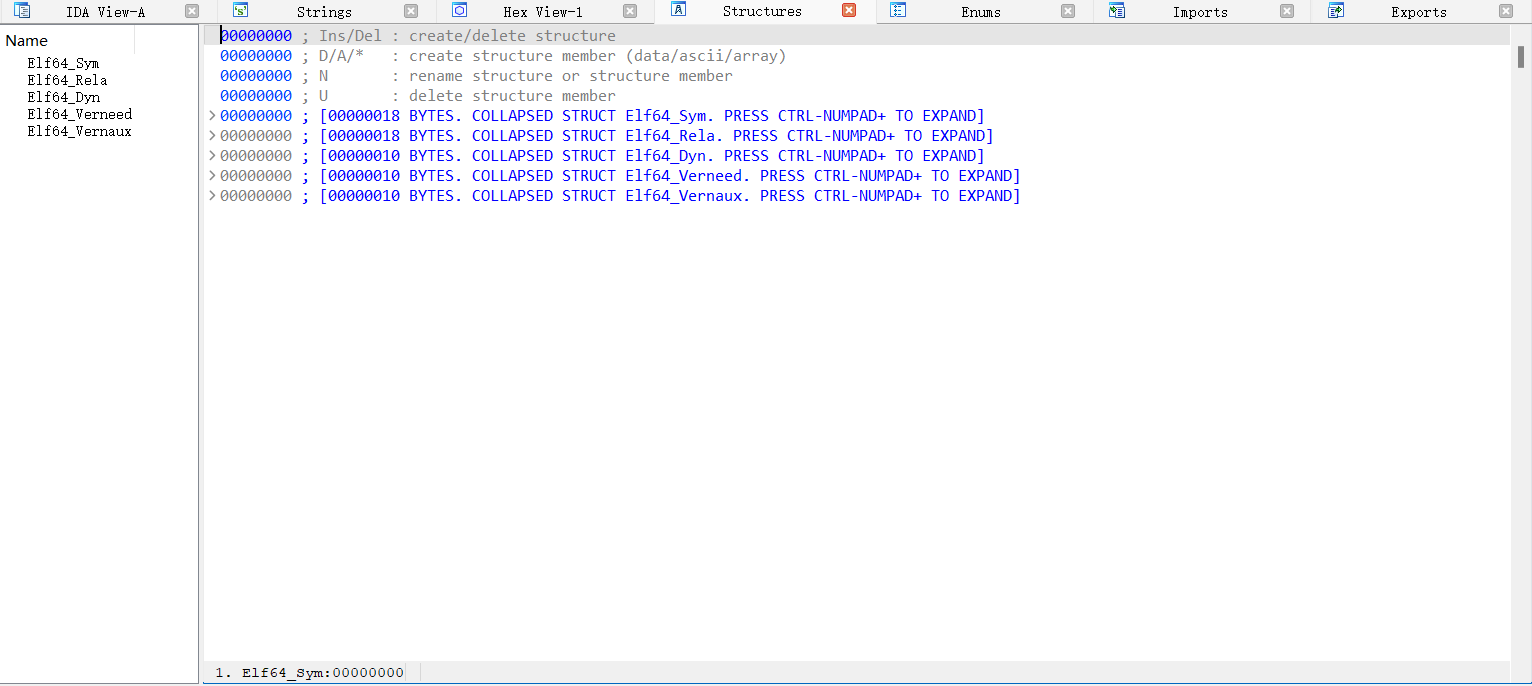 IDA View-A Strings Hex View-1 Structures Enums Imports Exports
Name
Elf64_Sym
Elf64_Rela
Elf64_Dyn
Elf64_Verneed
Elf64_Vernaux
00000000 ; Ins/Del : create/delete structure
00000000 ; D/A/*   : create structure member (data/ascii/array)
00000000 ; N       : rename structure or structure member
00000000 ; U       : delete structure member
00000000 ; [00000018 BYTES. COLLAPSED STRUCT Elf64_Sym. PRESS CTRL-NUMPAD+ TO EXPAND]
00000000 ; [00000018 BYTES. COLLAPSED STRUCT Elf64_Rela. PRESS CTRL-NUMPAD+ TO EXPAND]
00000000 ; [00000010 BYTES. COLLAPSED STRUCT Elf64_Dyn. PRESS CTRL-NUMPAD+ TO EXPAND]
00000000 ; [00000010 BYTES. COLLAPSED STRUCT Elf64_Verneed. PRESS CTRL-NUMPAD+ TO EXPAND]
00000000 ; [00000010 BYTES. COLLAPSED STRUCT Elf64_Vernaux. PRESS CTRL-NUMPAD+ TO EXPAND]
1. Elf64_Sym:00000000